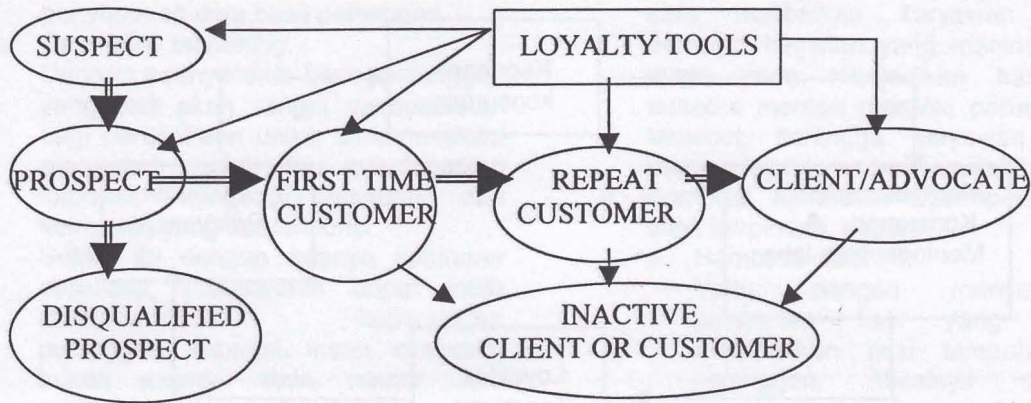 SUSPECT
LOYALTY TOOLS
PROSPECT
FIRST TIME
CUSTOMER
REPEAT
CUSTOMER
CLIENT/ADVOCATE
DISQUALIFIED
PROSPECT
INACTIVE
CLIENT OR CUSTOMER